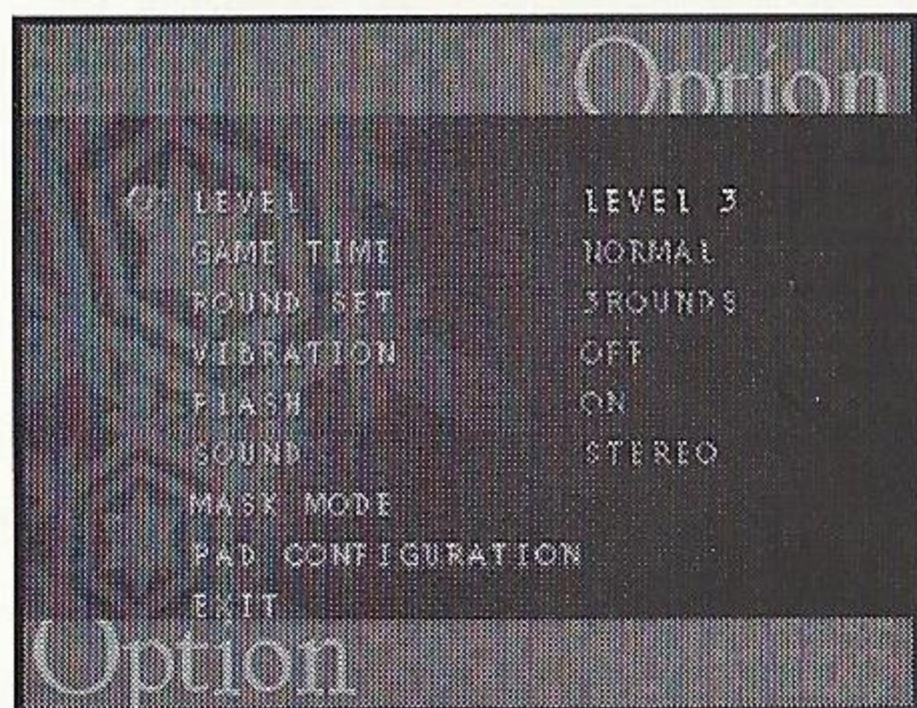 Option
LEVEL LEVEL 3
GAME TIME NORMAL
ROUND SET 3ROUNDS
VIBRATION OFF
FLASH ON
SOUND STEREO
MASK MODE
PAD CONFIGURATION
EXIT
Option